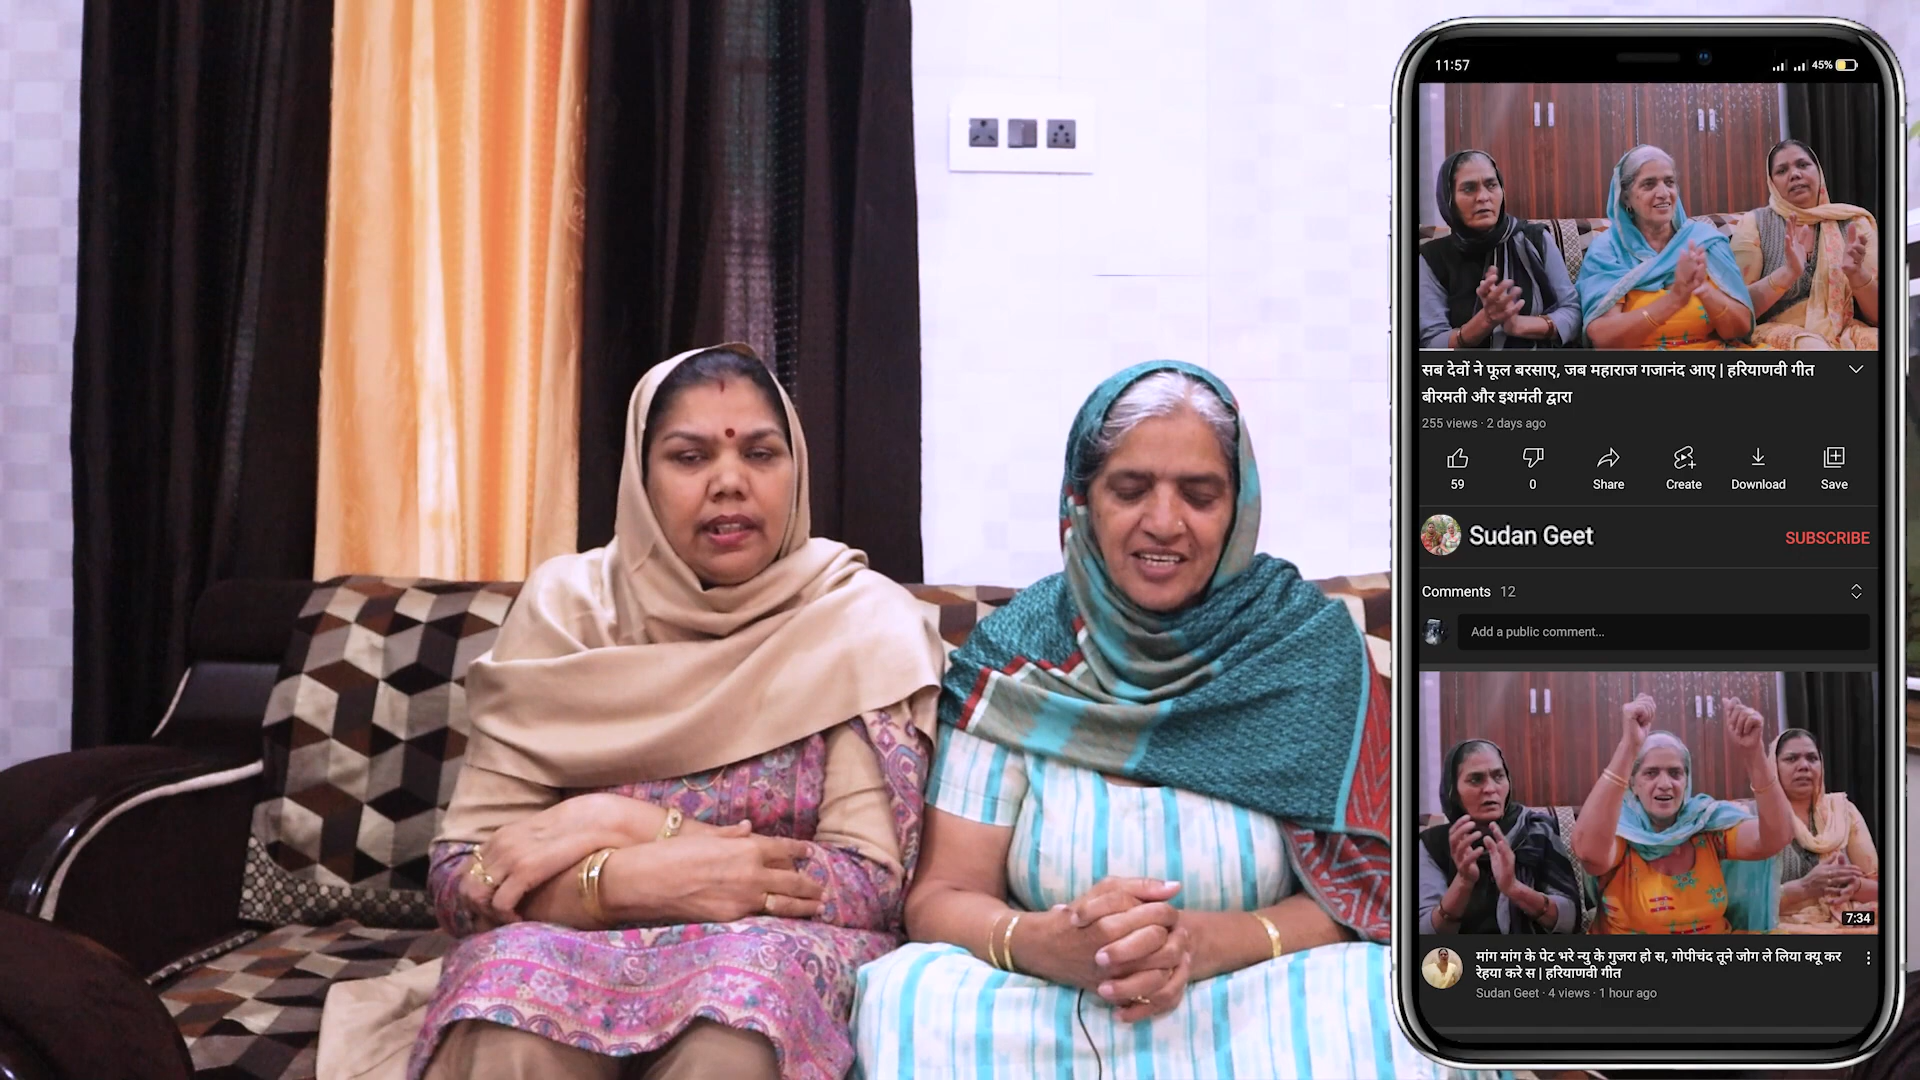 11:57
45%
सब देवों ने फूल बरसाए, जब महाराज गजानंद आए | हरियाणवी गीत
बीरमती और इशमंती द्वारा
255 views · 2 days ago
59
0
Share
Create
Download
Save
Sudan Geet
SUBSCRIBE
Comments 12
Add a public comment...
7:34
मांग मांग के पेट भरे न्यु के गुजरा हो स, गोपीचंद तूने जोग ले लिया क्यू कर
रेहया करे स | हरियाणवी गीत
Sudan Geet · 4 views · 1 hour ago